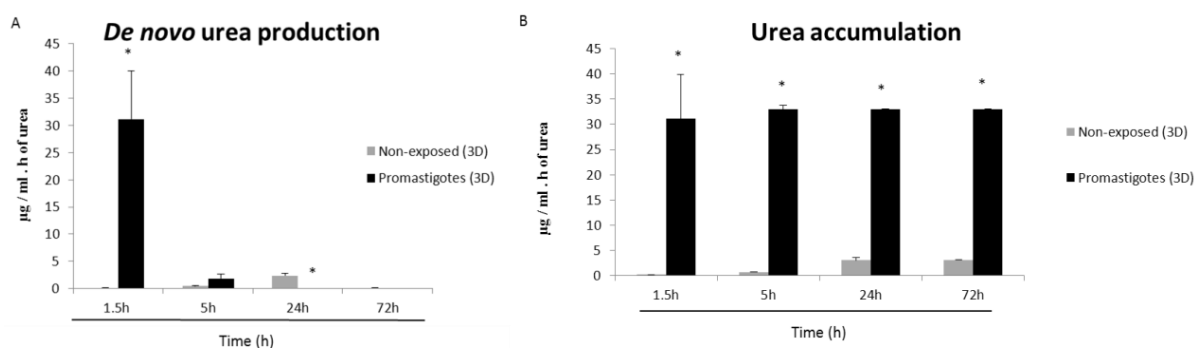 A
De novo urea production
*
45
40
35
30
25
20
15
10
5
0
µg / ml . h of urea
*
Non-exposed (3D)
Promastigotes (3D)
1.5h 5h 24h 72h
Time (h)
B
Urea accumulation
45
40
35
30
25
20
15
10
5
0
µg / ml . h of urea
* * * *
Non-exposed (3D)
Promastigotes (3D)
1.5h 5h 24h 72h
Time (h)